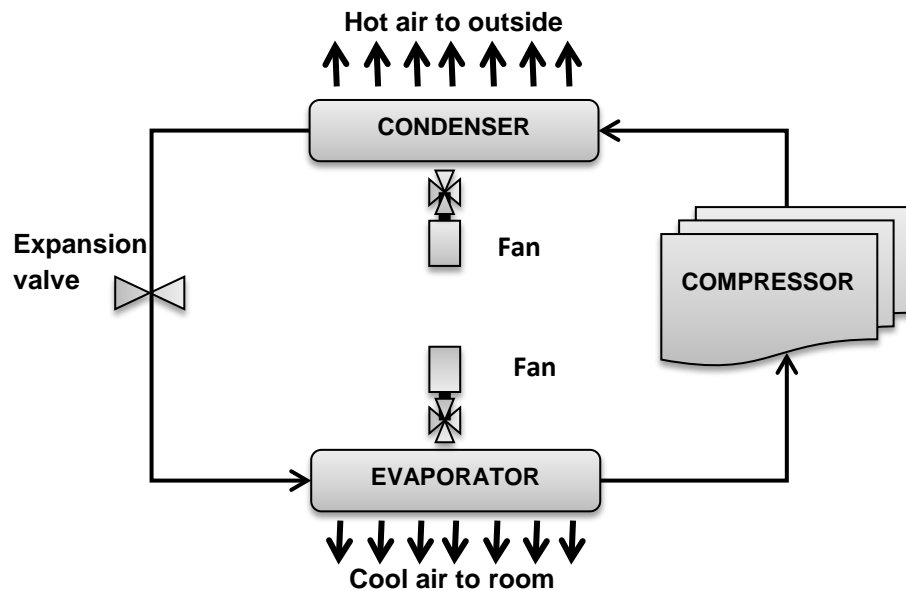 Hot air to outside
CONDENSER
Expansion
valve
Fan
COMPRESSOR
Fan
EVAPORATOR
Cool air to room